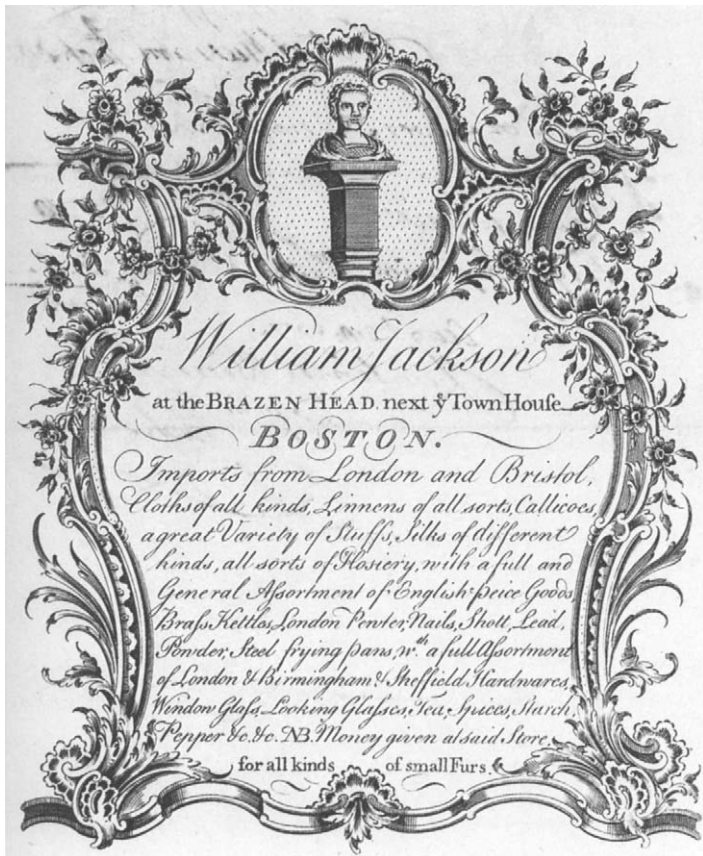 William Jackson
at the BRAZEN HEAD. next yͤ Town Houſe
BOSTON.
Imports from London and Bristol,
Cloths of all kinds, Linnens of all sorts, Callicoes,
a great Variety of Stuffs, Silks of different
kinds, all sorts of Hosiery, with a full and
General Aſsortment of English peice Goods,
Braſs Kettles, London Pewter, Nails, Shott, Lead,
Powder, Steel frying pans, wᵗʰ a full Aſsortment
of London & Birmingham & Sheffield Hardwares,
Window Glaſs, Looking Glaſses, Tea, Spices, Starch,
Pepper &c. &c. NB. Money given at said Store
for all kinds of small Furs.